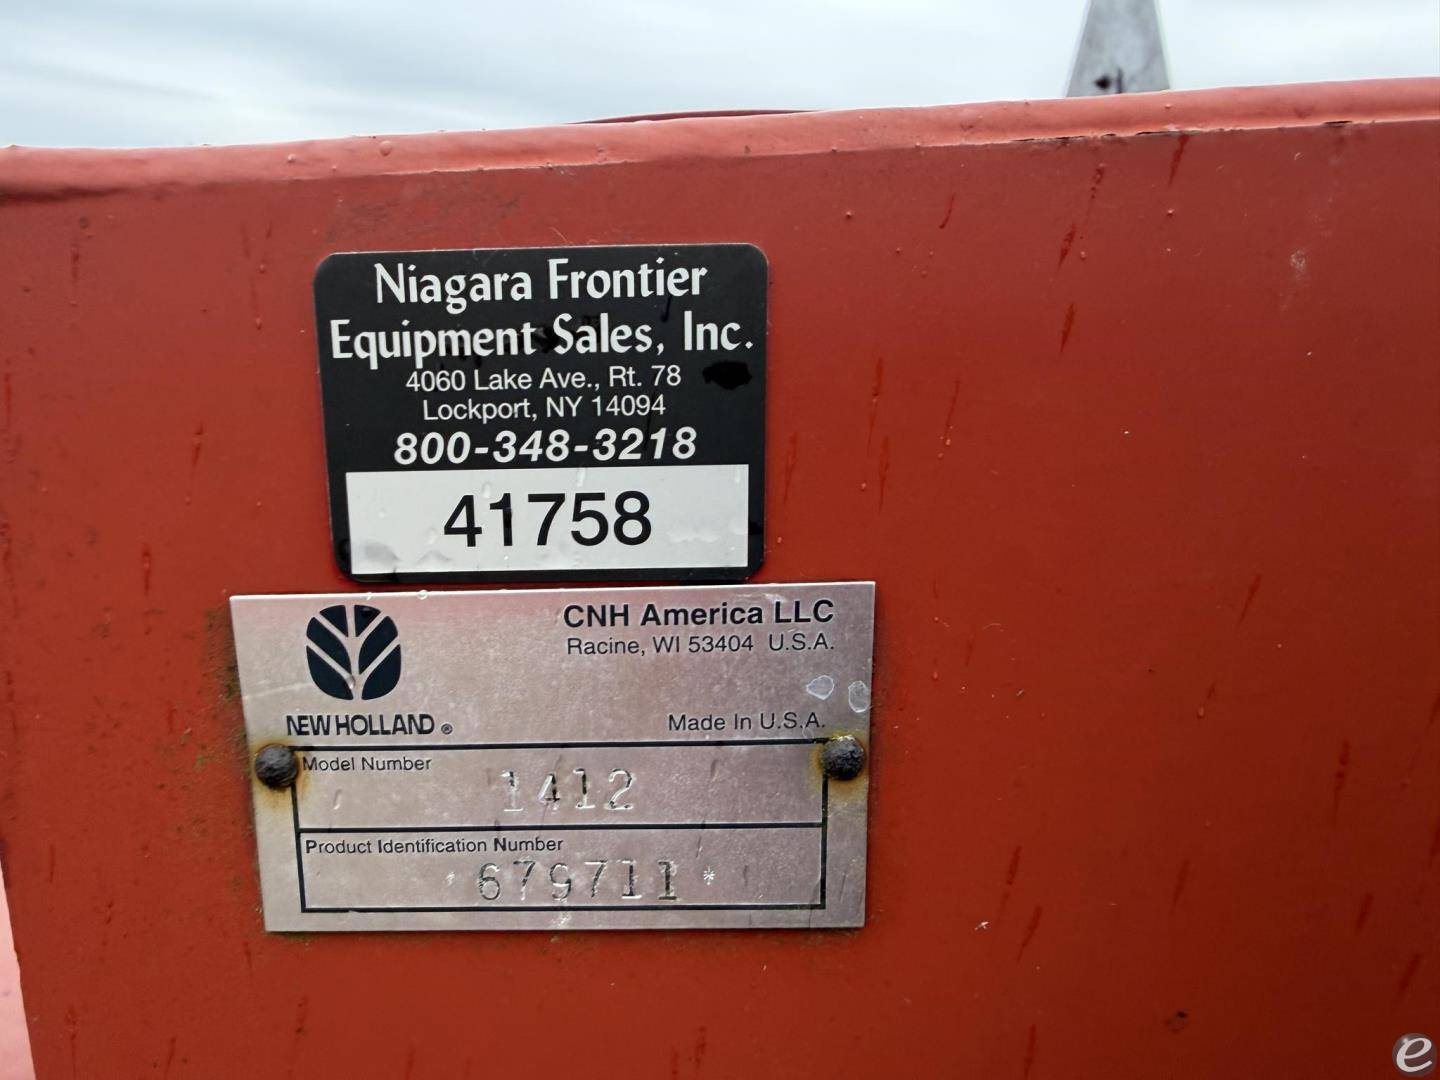 Niagara Frontier
Equipment Sales, Inc.
4060 Lake Ave., Rt. 78
Lockport, NY 14094
800-348-3218
41758
CNH America LLC
Racine, WI 53404 U.S.A.
NEW HOLLAND ®
Made In U.S.A.
Model Number
1412
Product Identification Number
* 679711 *
e